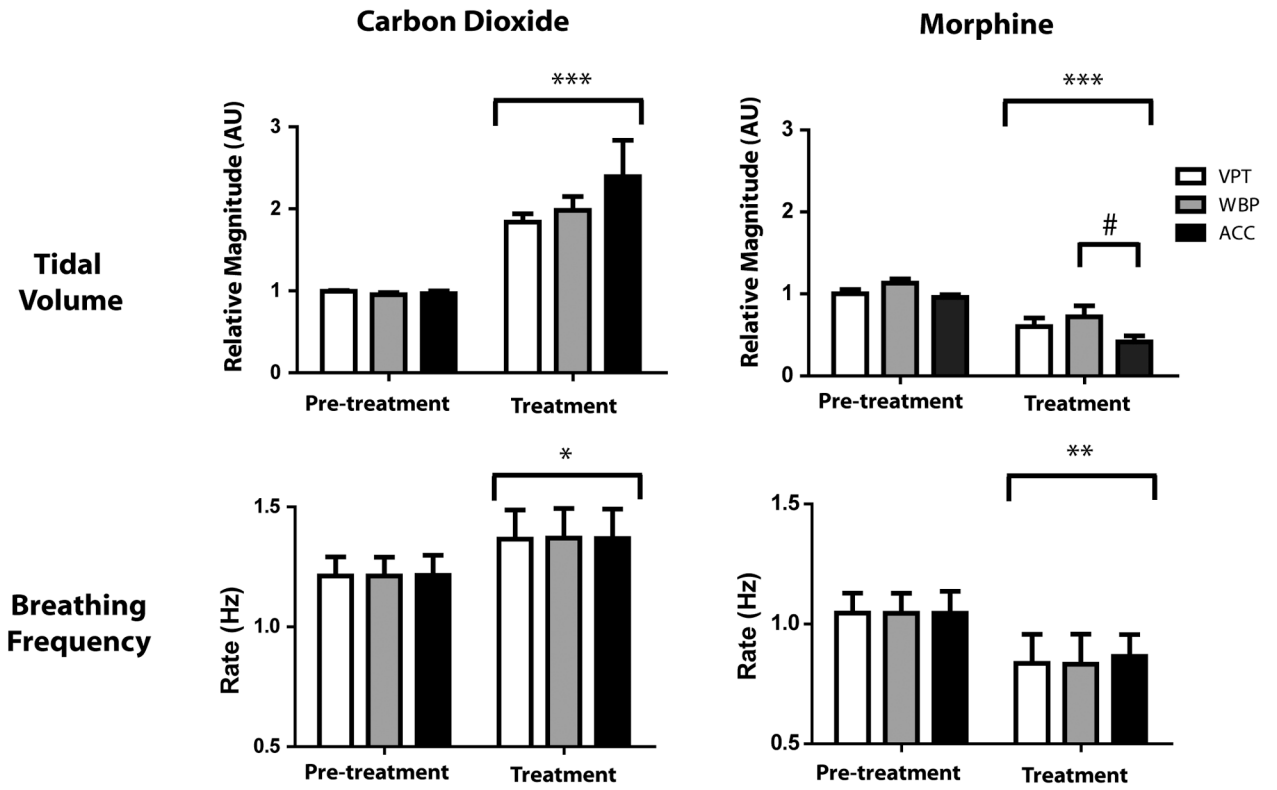 Carbon Dioxide
Morphine
Tidal
Volume
Relative Magnitude (AU)
3
2
1
0
***
Pre-treatment
Treatment
Relative Magnitude (AU)
3
2
1
0
***
#
Pre-treatment
Treatment
VPT
WBP
ACC
Breathing
Frequency
Rate (Hz)
1.5
1.0
0.5
*
Pre-treatment
Treatment
Rate (Hz)
1.5
1.0
0.5
**
Pre-treatment
Treatment